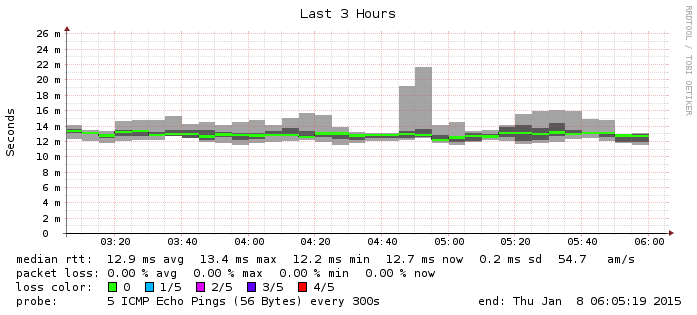 Last 3 Hours
RRDTOOL / TOBI OETIKER
Seconds
26 m
24 m
22 m
20 m
18 m
16 m
14 m
12 m
10 m
8 m
6 m
4 m
2 m
0
03:20 03:40 04:00 04:20 04:40 05:00 05:20 05:40 06:00
median rtt: 12.9 ms avg 13.4 ms max 12.2 ms min 12.7 ms now 0.2 ms sd 54.7 am/s
packet loss: 0.00 % avg 0.00 % max 0.00 % min 0.00 % now
loss color: 0 1/5 2/5 3/5 4/5
probe: 5 ICMP Echo Pings (56 Bytes) every 300s end: Thu Jan 8 06:05:19 2015